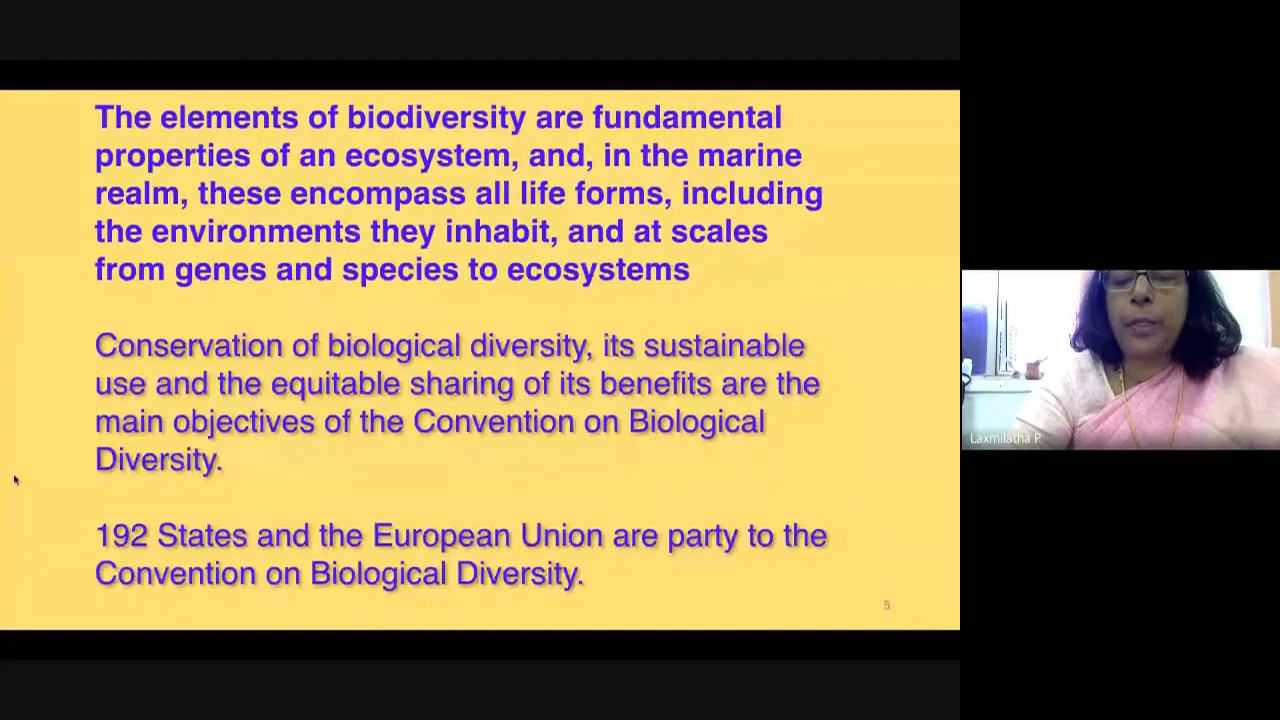 The elements of biodiversity are fundamental
properties of an ecosystem, and, in the marine
realm, these encompass all life forms, including
the environments they inhabit, and at scales
from genes and species to ecosystems
Conservation of biological diversity, its sustainable
use and the equitable sharing of its benefits are the
main objectives of the Convention on Biological
Diversity.
192 States and the European Union are party to the
Convention on Biological Diversity.
5
Laxmilatha P